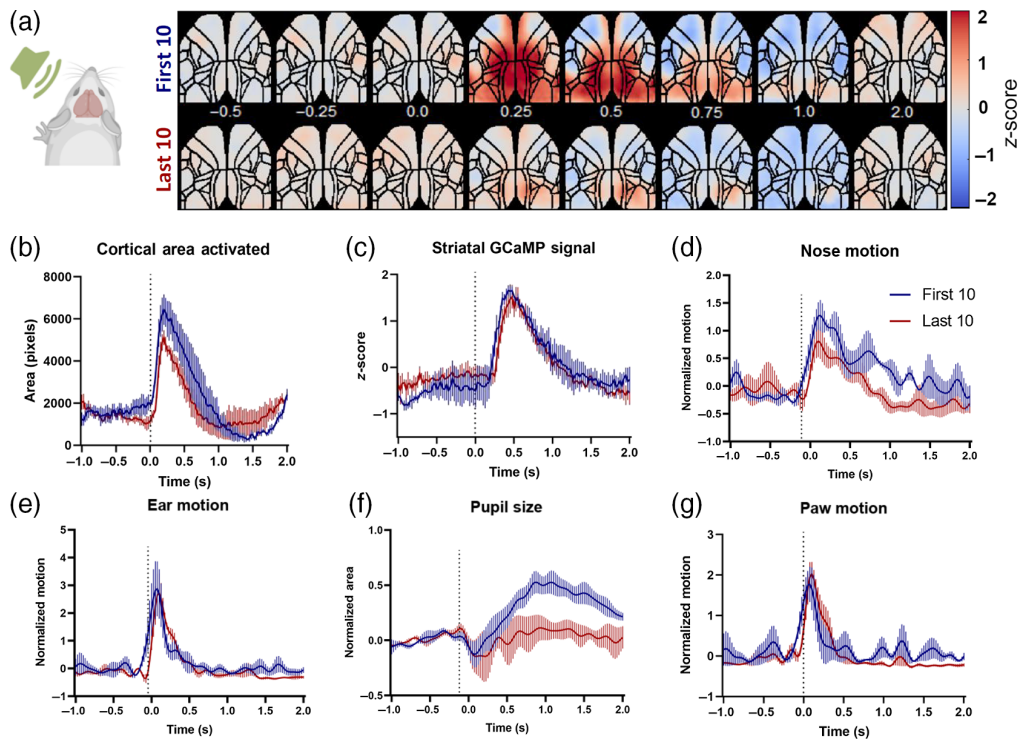 (a)
First 10
Last 10
−0.5 −0.25 0.0 0.25 0.5 0.75 1.0 2.0
2
1
0
−1
−2
z-score
(b)
Cortical area activated
Area (pixels)
8000
6000
4000
2000
0
−1.0 −0.5 0.0 0.5 1.0 1.5 2.0
Time (s)
(c)
Striatal GCaMP signal
z-score
2
1
0
−1
−1.0 −0.5 0.0 0.5 1.0 1.5 2.0
Time (s)
(d)
Nose motion
First 10
Last 10
Normalized motion
2.0
1.5
1.0
0.5
0.0
−0.5
−1.0
−1.0 −0.5 0.0 0.5 1.0 1.5 2.0
Time (s)
(e)
Ear motion
Normalized motion
5
4
3
2
1
0
−1
−1.0 −0.5 0.0 0.5 1.0 1.5 2.0
Time (s)
(f)
Pupil size
Normalized area
1.0
0.5
0.0
−0.5
−1.0 −0.5 0.0 0.5 1.0 1.5 2.0
Time (s)
(g)
Paw motion
Normalized motion
3
2
1
0
−1
−1.0 −0.5 0.0 0.5 1.0 1.5 2.0
Time (s)